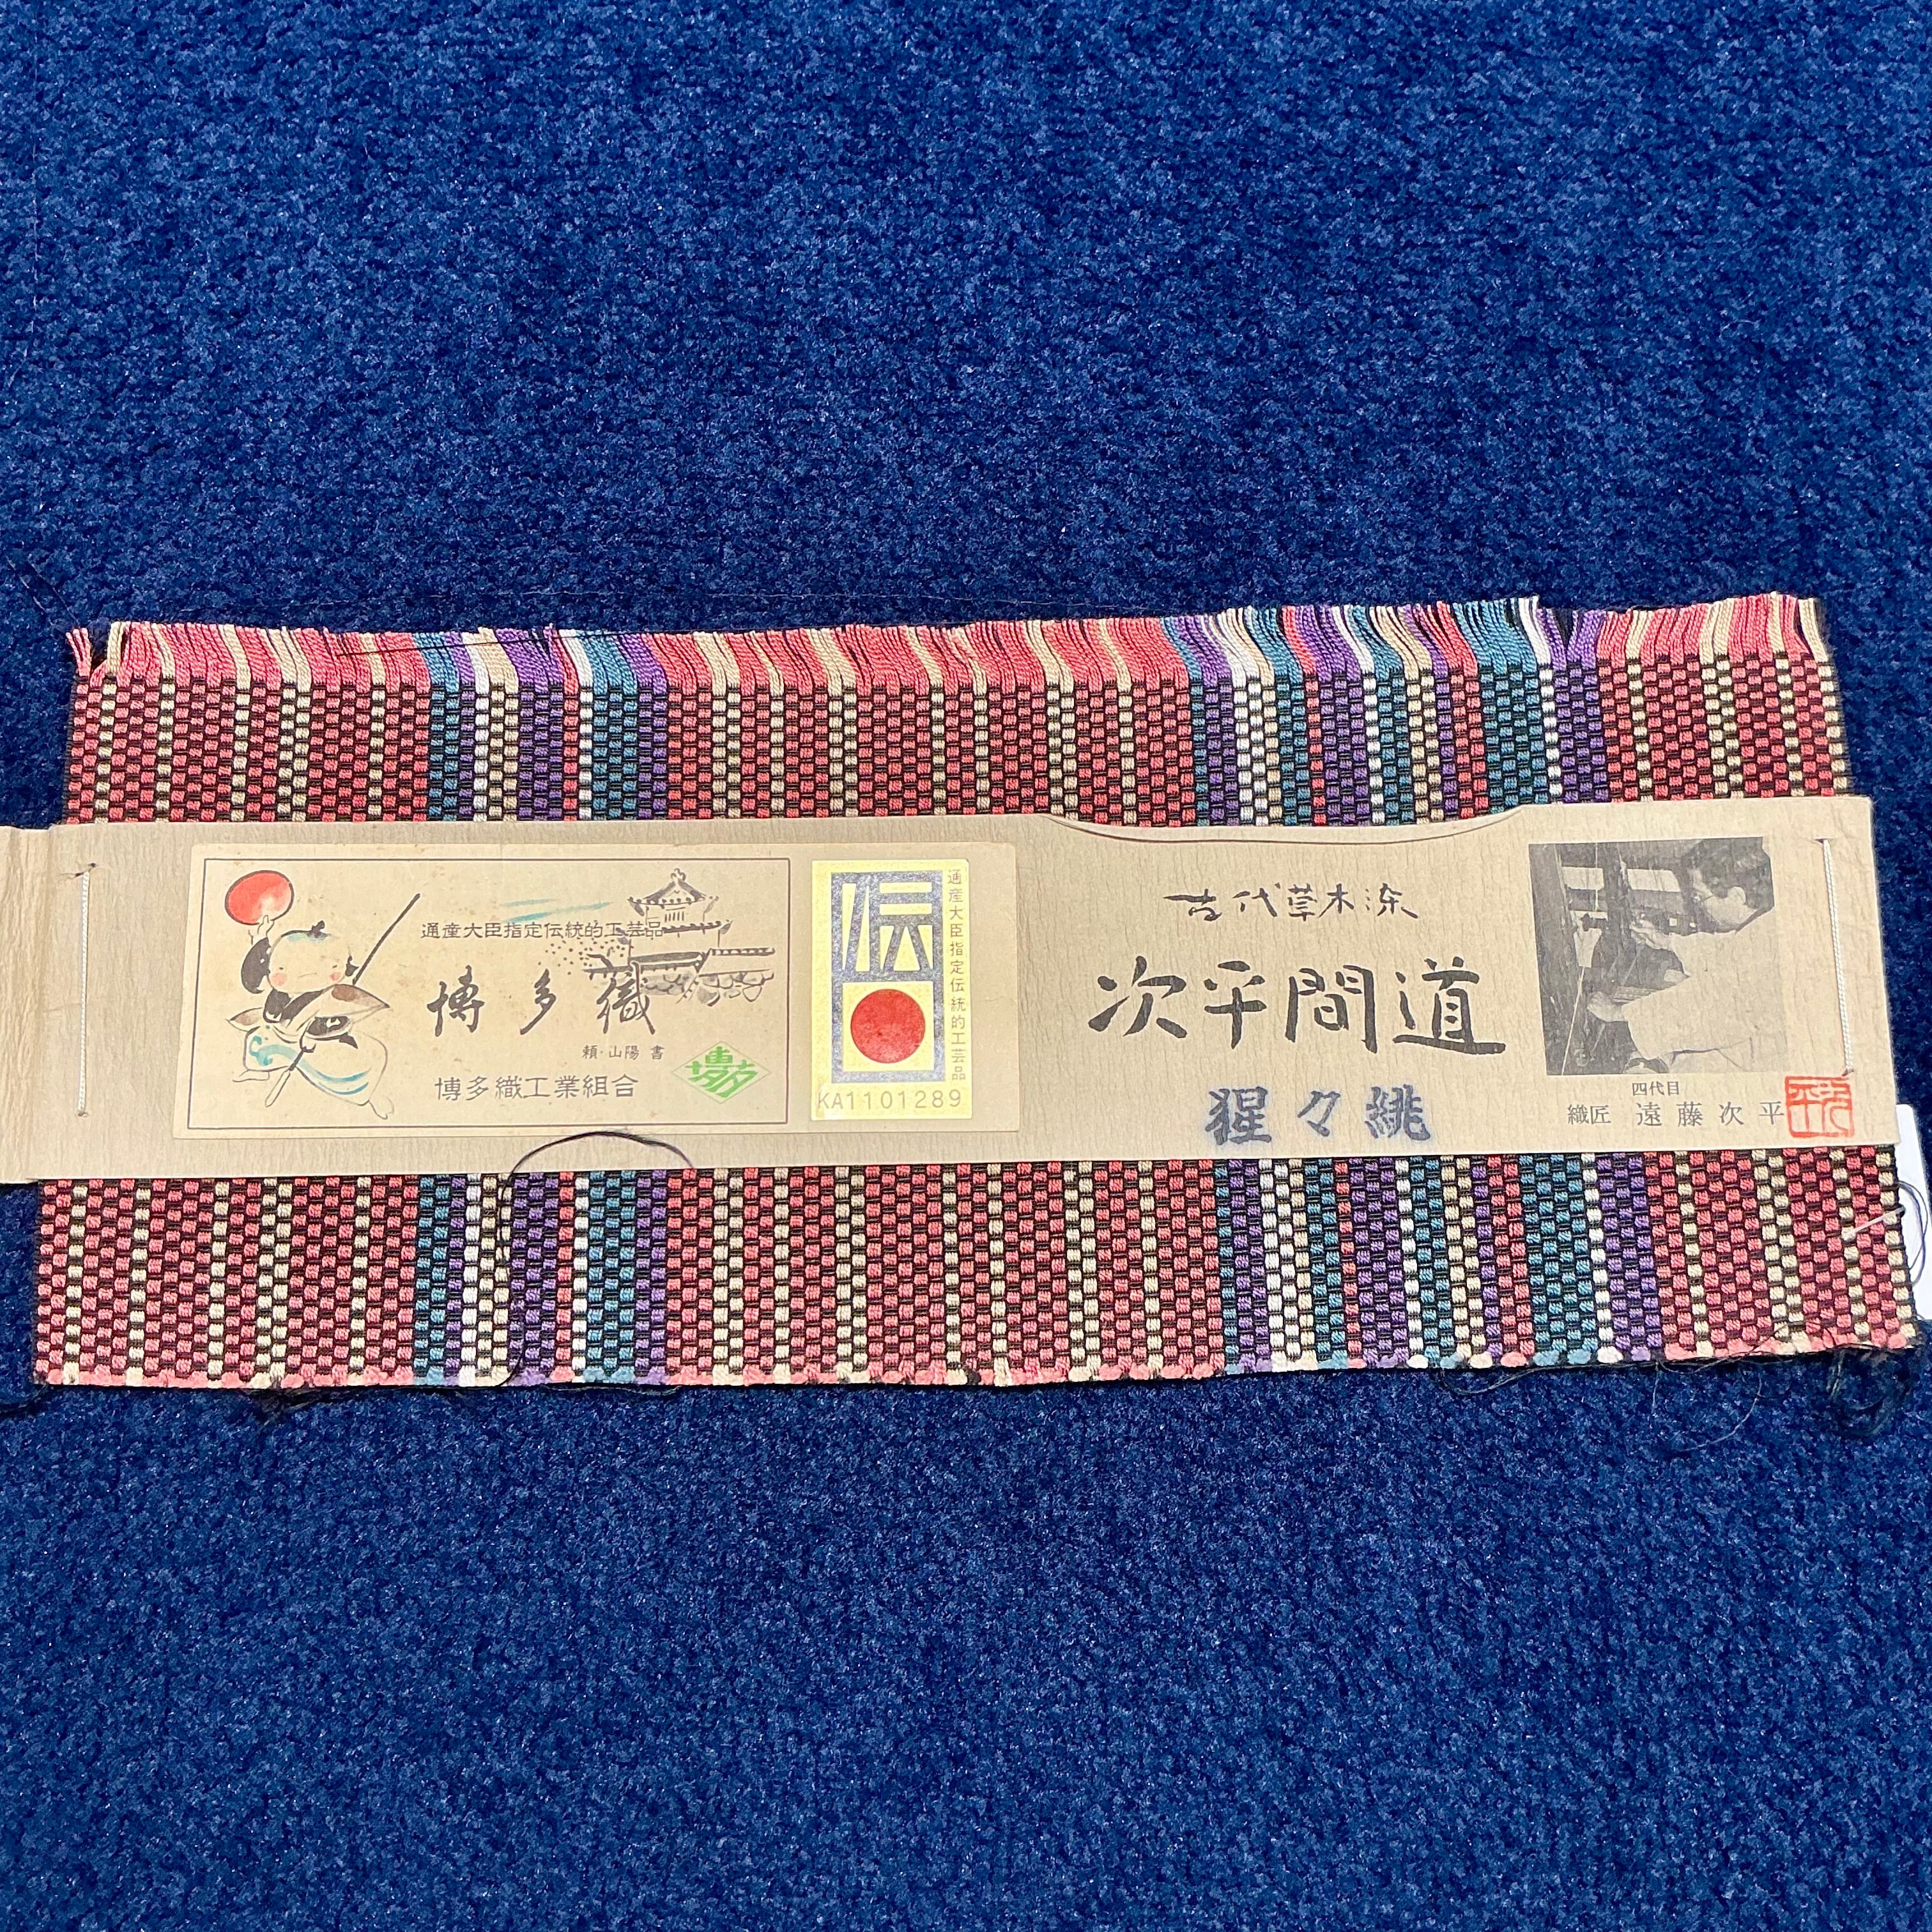 通産大臣指定伝統的工芸品
博多織
頼山陽書
博多織工業組合
伝
通産大臣指定伝統的工芸品
KA1101289
古代草木染
次平間道
猩々緋
四代目
織匠 遠藤次平